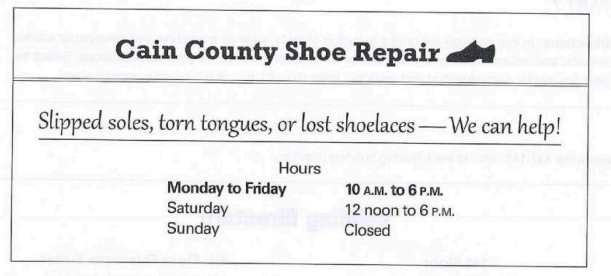 Cain County Shoe Repair
Slipped soles, torn tongues, or lost shoelaces — We can help!
Hours
Monday to Friday 10 A.M. to 6 P.M.
Saturday 12 noon to 6 P.M.
Sunday Closed